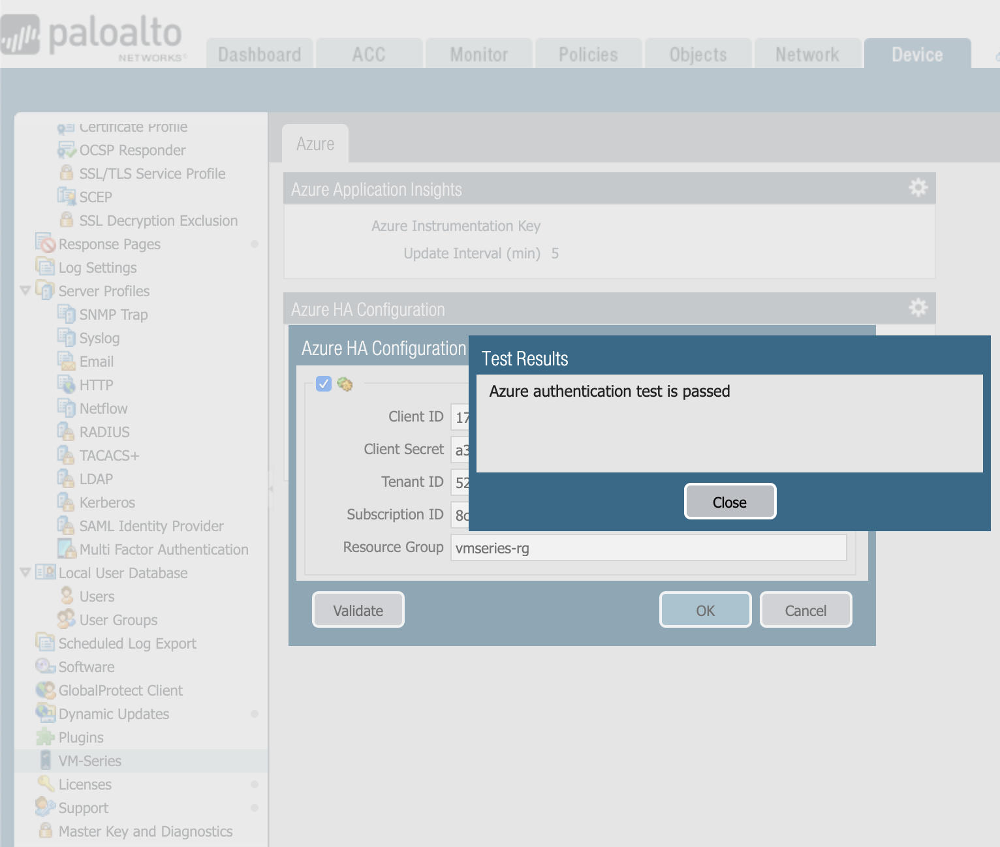 paloalto
NETWORKS
Dashboard
ACC
Monitor
Policies
Objects
Network
Device
Certificate Profile
OCSP Responder
SSL/TLS Service Profile
SCEP
SSL Decryption Exclusion
Response Pages
Log Settings
Server Profiles
SNMP Trap
Syslog
Email
HTTP
Netflow
RADIUS
TACACS+
LDAP
Kerberos
SAML Identity Provider
Multi Factor Authentication
Local User Database
Users
User Groups
Scheduled Log Export
Software
GlobalProtect Client
Dynamic Updates
Plugins
VM-Series
Licenses
Support
Master Key and Diagnostics
Azure
Azure Application Insights
Azure Instrumentation Key
Update Interval (min) 5
Azure HA Configuration
Azure HA Configuration
Client ID 17
Client Secret a3
Tenant ID 52
Subscription ID
Resource Group vmseries-rg
Validate
OK
Cancel
Test Results
Azure authentication test is passed
Close